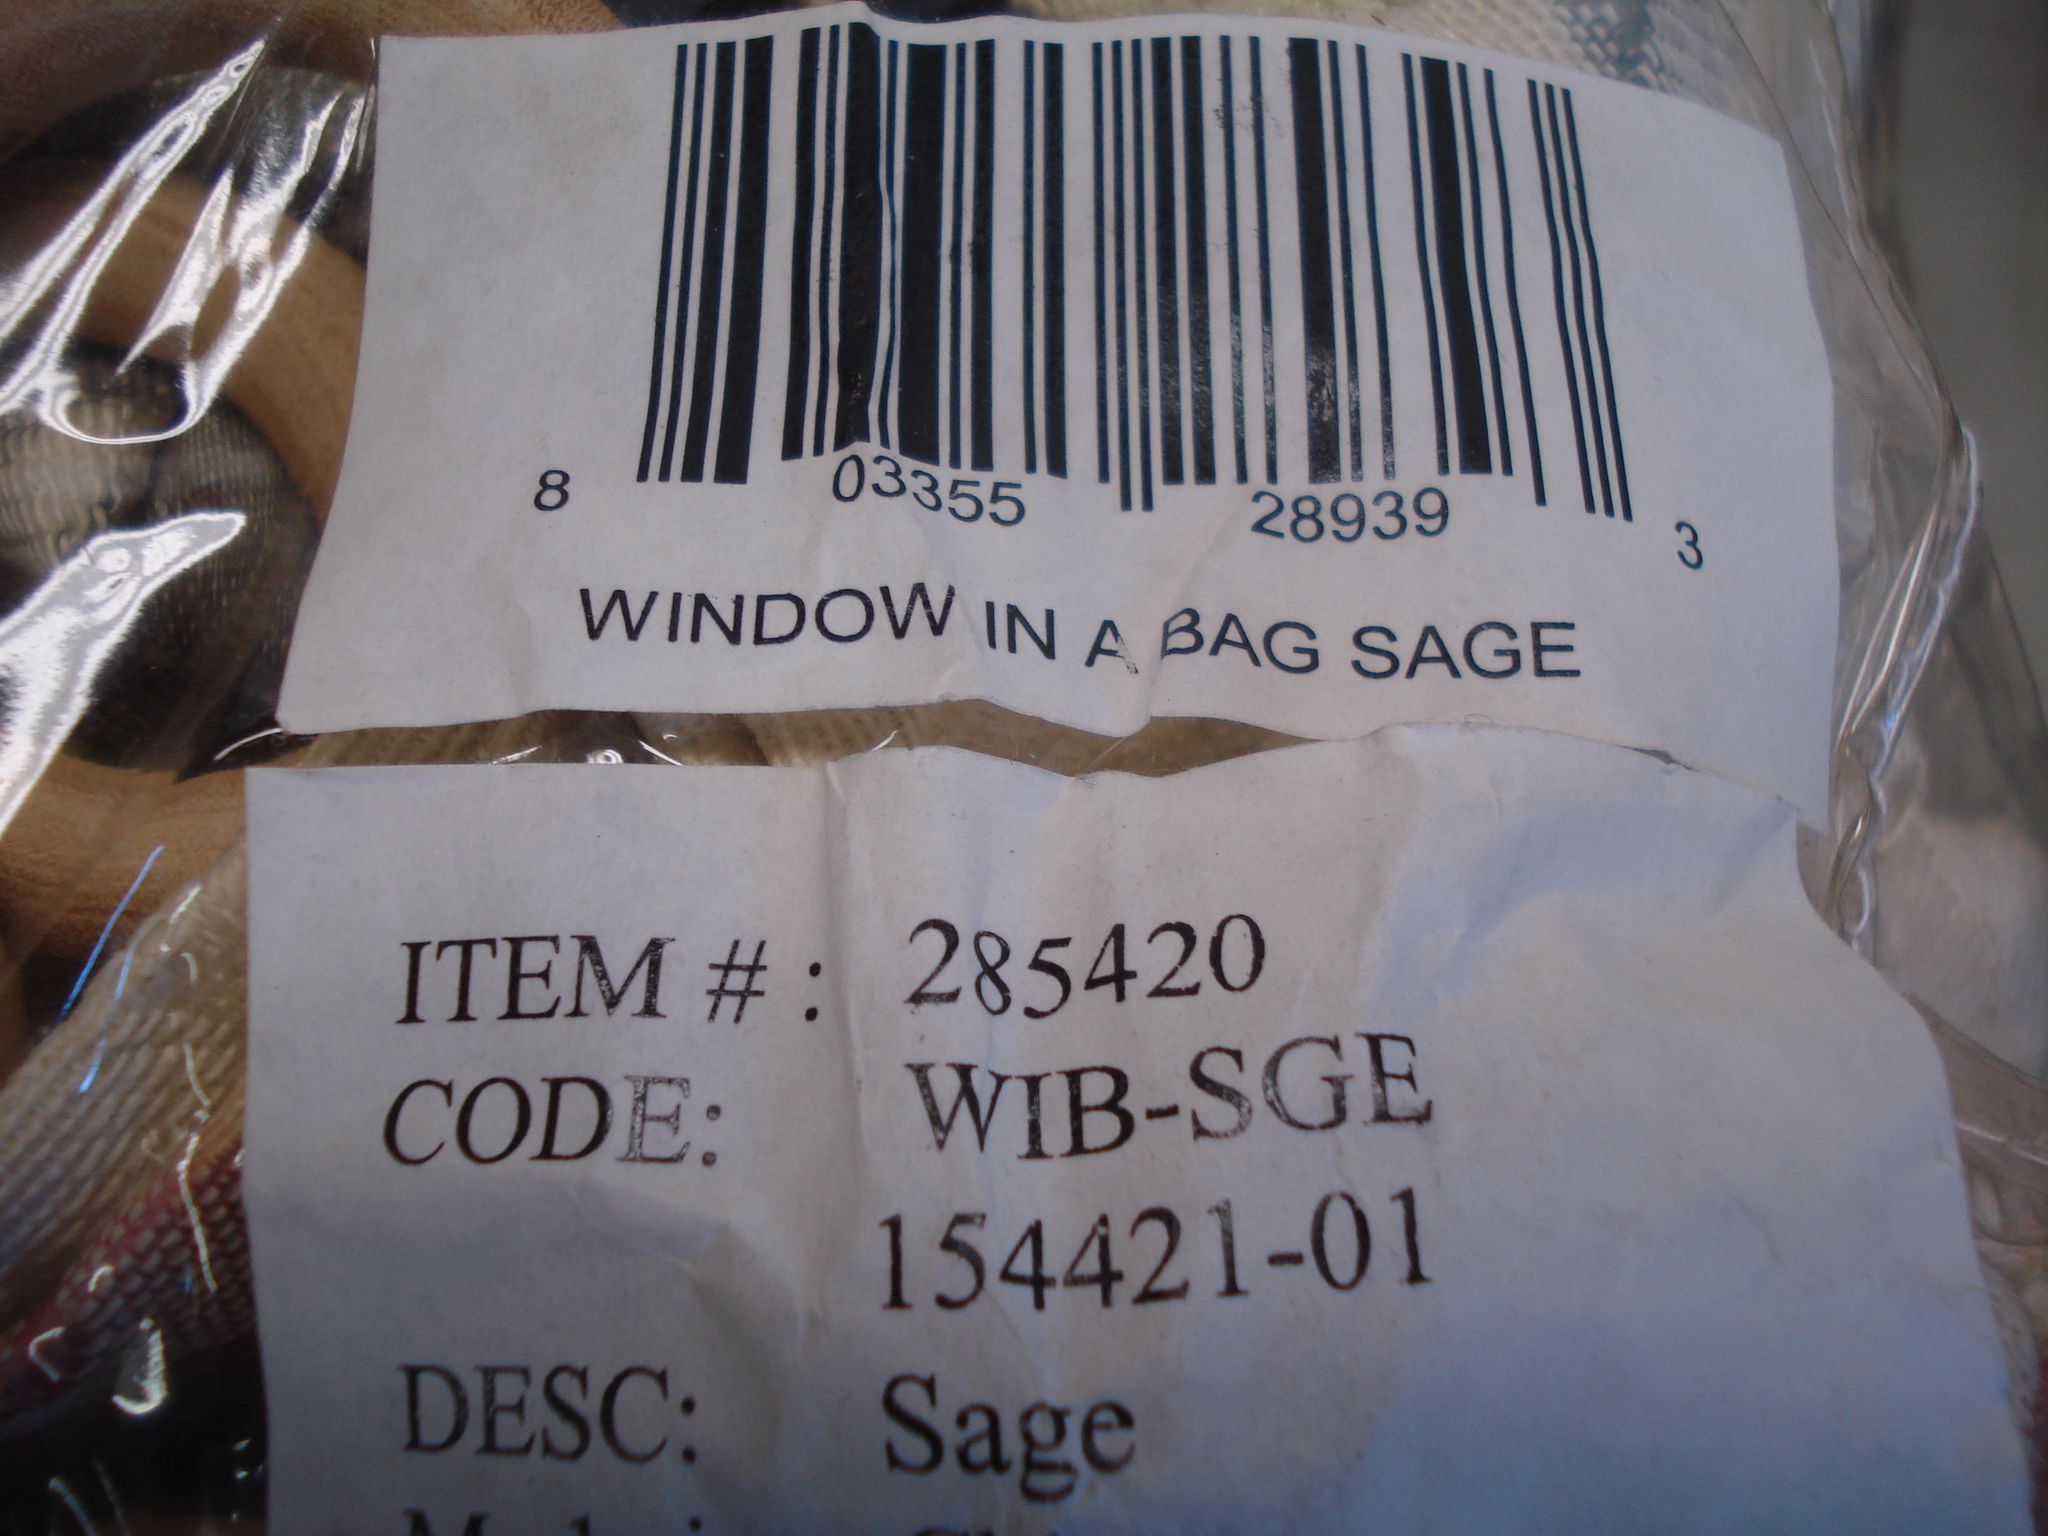 8 03355 28939 3
WINDOW IN A BAG SAGE
ITEM # : 285420
CODE: WIB-SGE
154421-01
DESC: Sage